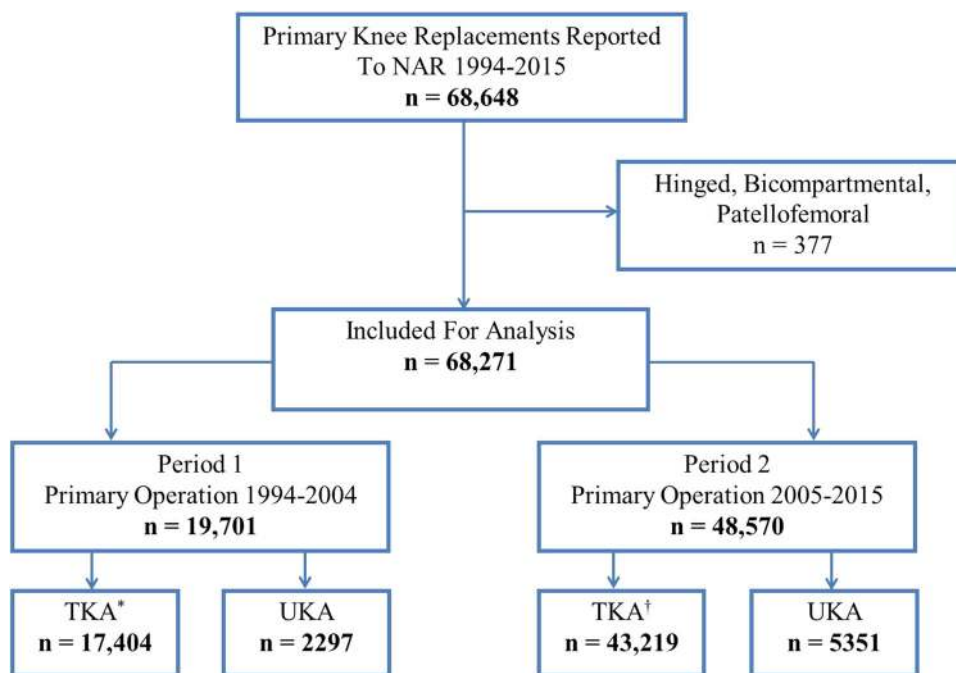 Primary Knee Replacements Reported
To NAR 1994-2015
n = 68,648
Hinged, Bicompartmental,
Patellofemoral
n = 377
Included For Analysis
n = 68,271
Period 1
Primary Operation 1994-2004
n = 19,701
Period 2
Primary Operation 2005-2015
n = 48,570
TKA*
n = 17,404
UKA
n = 2297
TKA†
n = 43,219
UKA
n = 5351